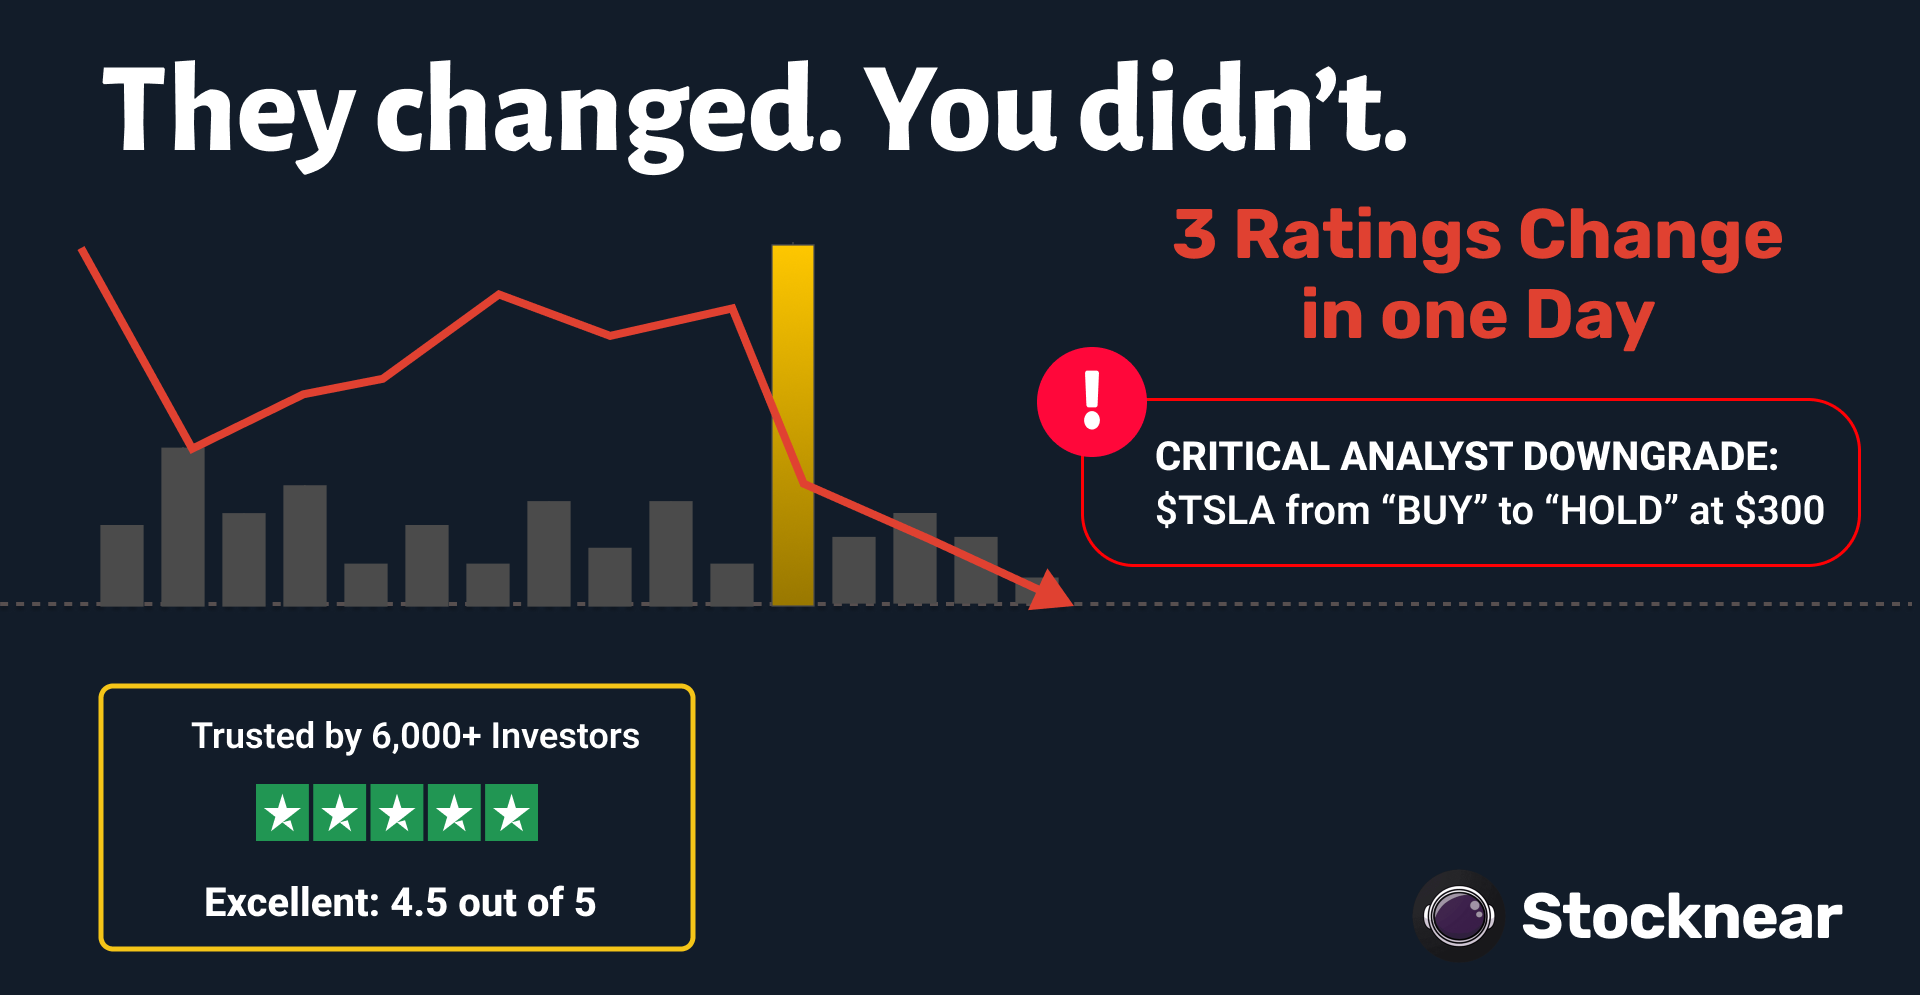 They changed. You didn’t.
3 Ratings Change
in one Day
!
CRITICAL ANALYST DOWNGRADE:
$TSLA from “BUY” to “HOLD” at $300
Trusted by 6,000+ Investors
Excellent: 4.5 out of 5
Stocknear